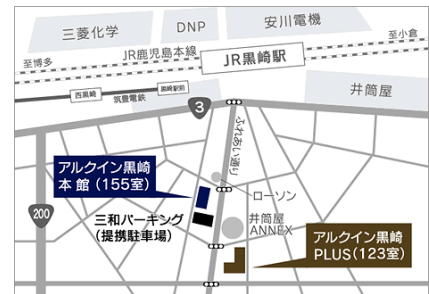 三菱化学
DNP
安川電機
JR鹿児島本線
至博多
JR黒崎駅
至小倉
西黒崎
筑豊電鉄
黒崎駅前
井筒屋
3
ふれあい通り
アルクイン黒崎
本館（155室）
ローソン
200
三和パーキング
（提携駐車場）
井筒屋
ANNEX
アルクイン黒崎
PLUS（123室）